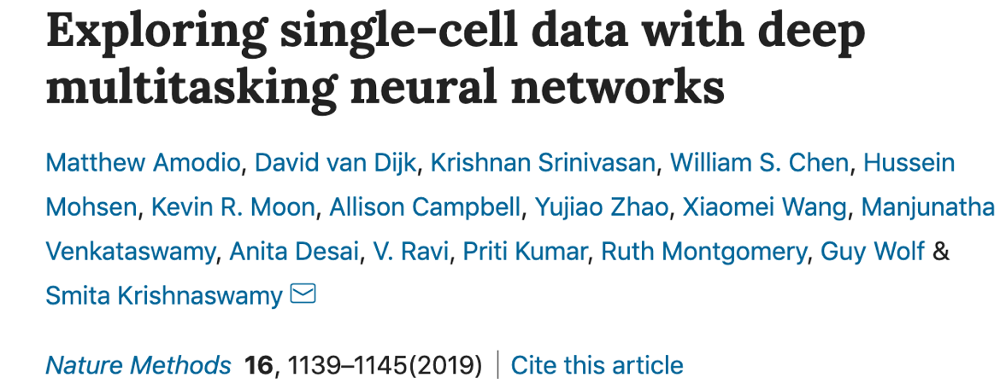 Exploring single-cell data with deep
multitasking neural networks
Matthew Amodio, David van Dijk, Krishnan Srinivasan, William S. Chen, Hussein
Mohsen, Kevin R. Moon, Allison Campbell, Yujiao Zhao, Xiaomei Wang, Manjunatha
Venkataswamy, Anita Desai, V. Ravi, Priti Kumar, Ruth Montgomery, Guy Wolf &
Smita Krishnaswamy
Nature Methods 16, 1139–1145(2019) | Cite this article